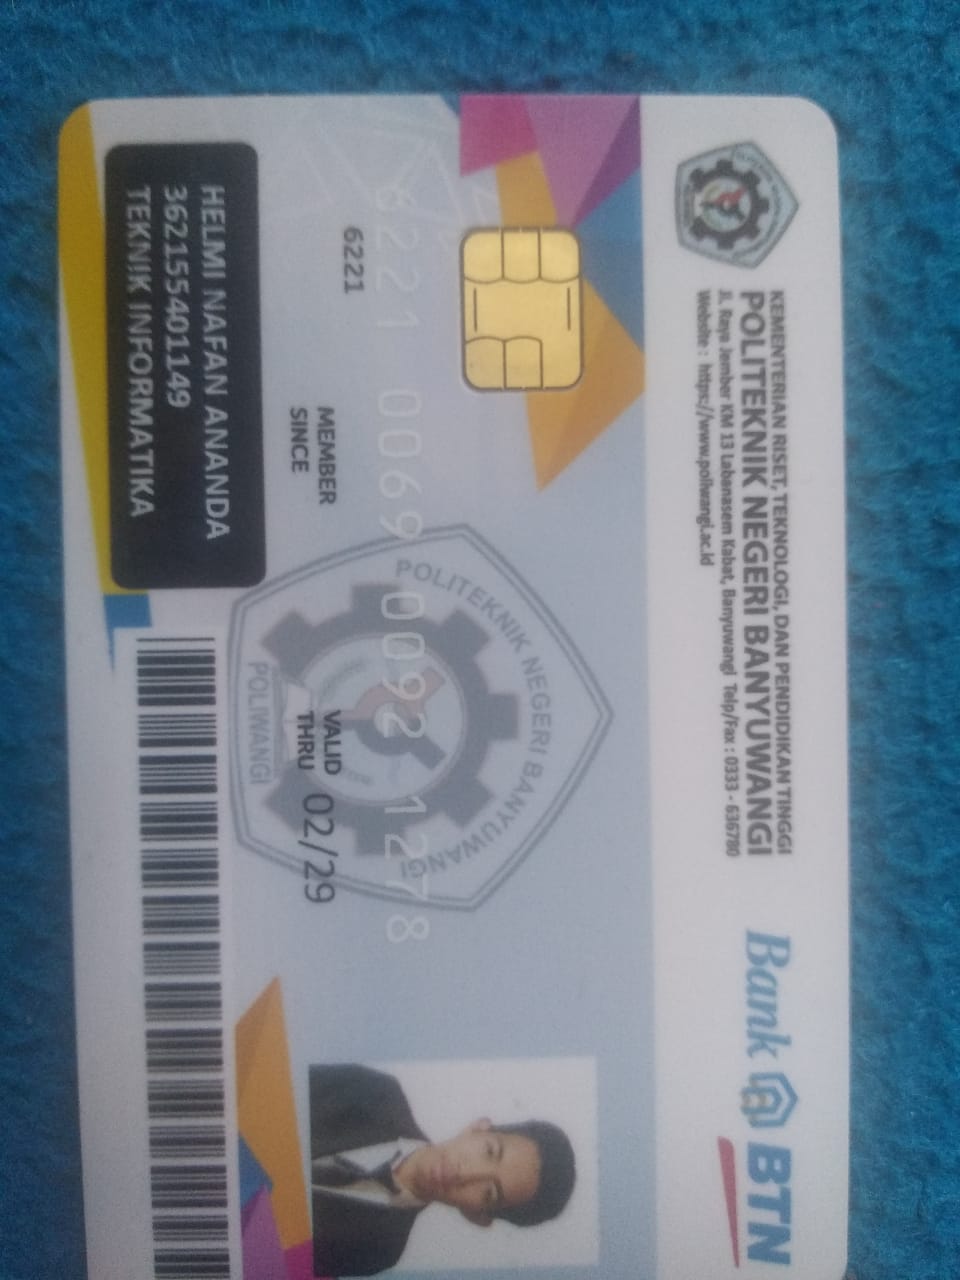 KEMENTERIAN RISET, TEKNOLOGI, DAN PENDIDIKAN TINGGI
POLITEKNIK NEGERI BANYUWANGI
Jl. Raya Jember KM 13 Labanasem Kabat, Banyuwangi Telp/Fax : 0333 - 636780
Website : https://www.poliwangi.ac.id
Bank BTN
POLITEKNIK NEGERI BANYUWANGI
POLIWANGI
6221 0069 0092 1278
6221
MEMBER
SINCE
VALID
THRU 02/29
HELMI NAFAN ANANDA
362155401149
TEKNIK INFORMATIKA